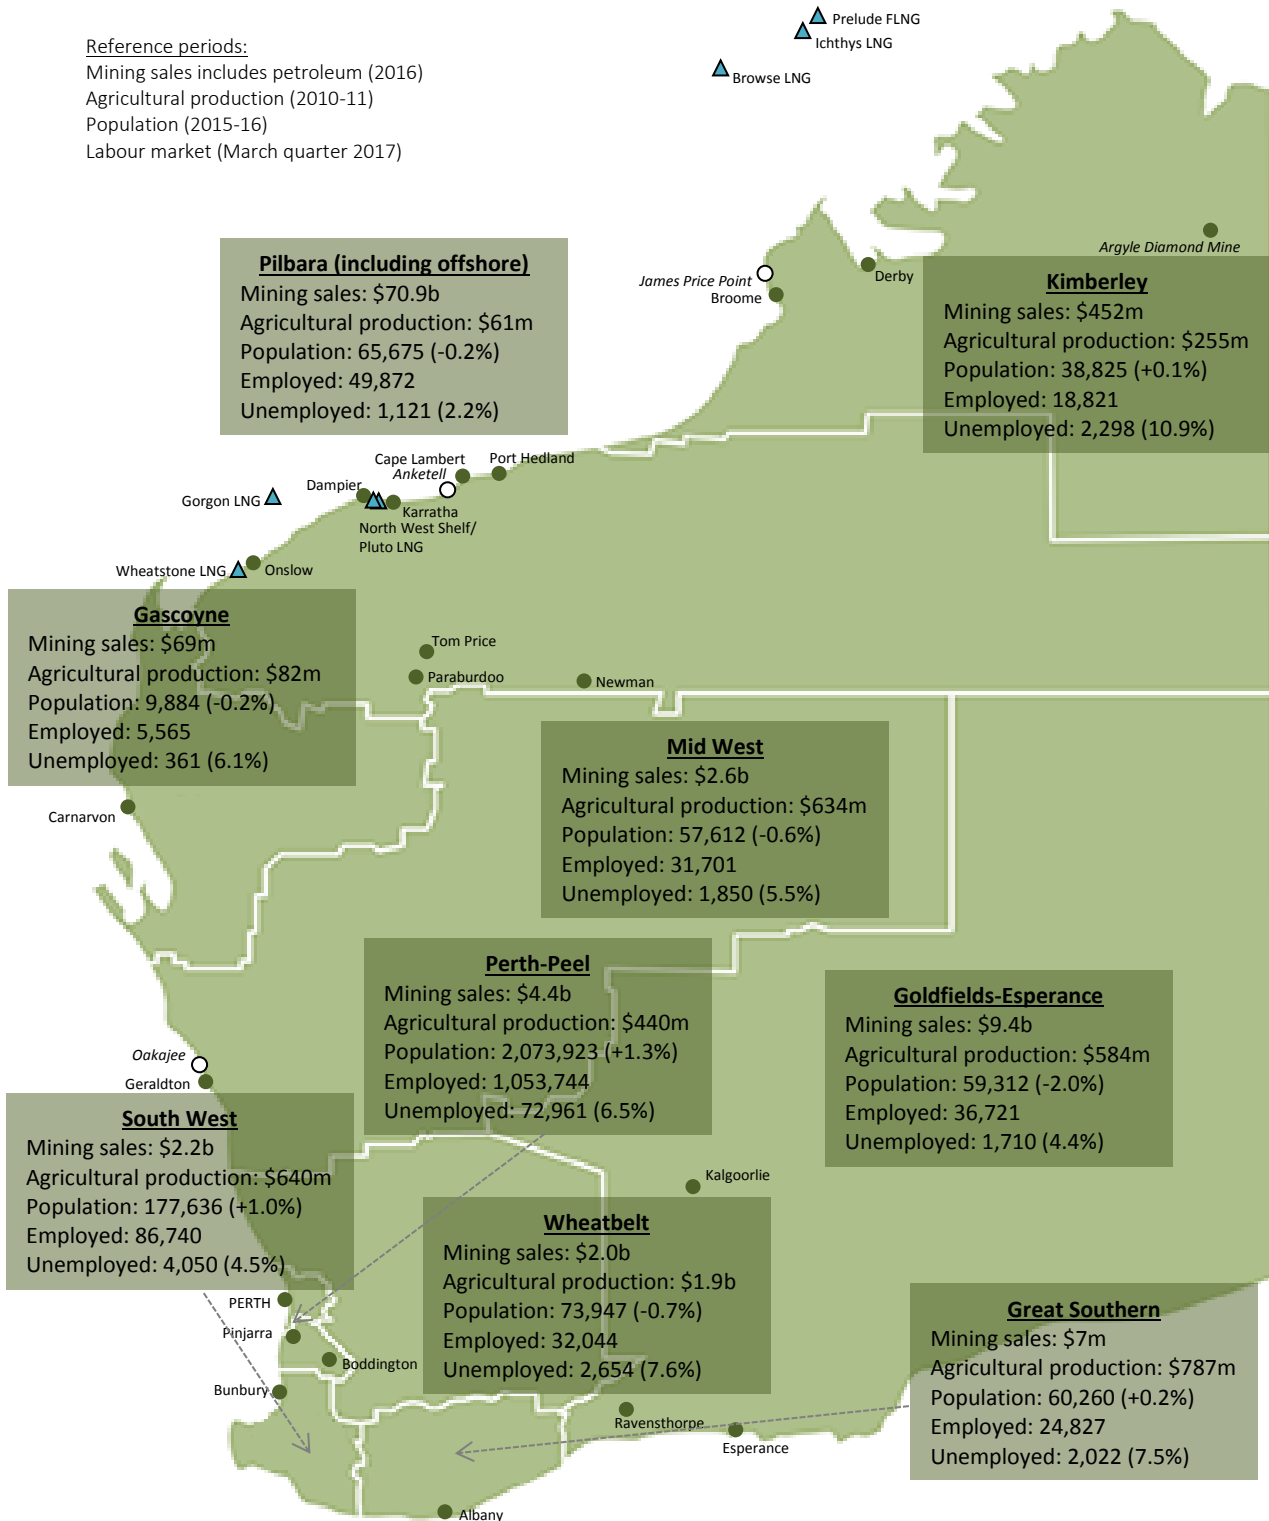 Prelude FLNG
Ichthys LNG
Browse LNG
Reference periods:
Mining sales includes petroleum (2016)
Agricultural production (2010-11)
Population (2015-16)
Labour market (March quarter 2017)
Argyle Diamond Mine
James Price Point
Broome
Derby
Pilbara (including offshore)
Mining sales: $70.9b
Agricultural production: $61m
Population: 65,675 (-0.2%)
Employed: 49,872
Unemployed: 1,121 (2.2%)
Kimberley
Mining sales: $452m
Agricultural production: $255m
Population: 38,825 (+0.1%)
Employed: 18,821
Unemployed: 2,298 (10.9%)
Cape Lambert
Anketell
Port Hedland
Dampier
Gorgon LNG
Karratha
North West Shelf/
Pluto LNG
Wheatstone LNG
Onslow
Gascoyne
Mining sales: $69m
Agricultural production: $82m
Population: 9,884 (-0.2%)
Employed: 5,565
Unemployed: 361 (6.1%)
Tom Price
Paraburdoo
Newman
Mid West
Mining sales: $2.6b
Agricultural production: $634m
Population: 57,612 (-0.6%)
Employed: 31,701
Unemployed: 1,850 (5.5%)
Carnarvon
Perth-Peel
Mining sales: $4.4b
Agricultural production: $440m
Population: 2,073,923 (+1.3%)
Employed: 1,053,744
Unemployed: 72,961 (6.5%)
Goldfields-Esperance
Mining sales: $9.4b
Agricultural production: $584m
Population: 59,312 (-2.0%)
Employed: 36,721
Unemployed: 1,710 (4.4%)
Oakajee
Geraldton
South West
Mining sales: $2.2b
Agricultural production: $640m
Population: 177,636 (+1.0%)
Employed: 86,740
Unemployed: 4,050 (4.5%)
Kalgoorlie
Wheatbelt
Mining sales: $2.0b
Agricultural production: $1.9b
Population: 73,947 (-0.7%)
Employed: 32,044
Unemployed: 2,654 (7.6%)
PERTH
Pinjarra
Boddington
Bunbury
Great Southern
Mining sales: $7m
Agricultural production: $787m
Population: 60,260 (+0.2%)
Employed: 24,827
Unemployed: 2,022 (7.5%)
Ravensthorpe
Esperance
Albany